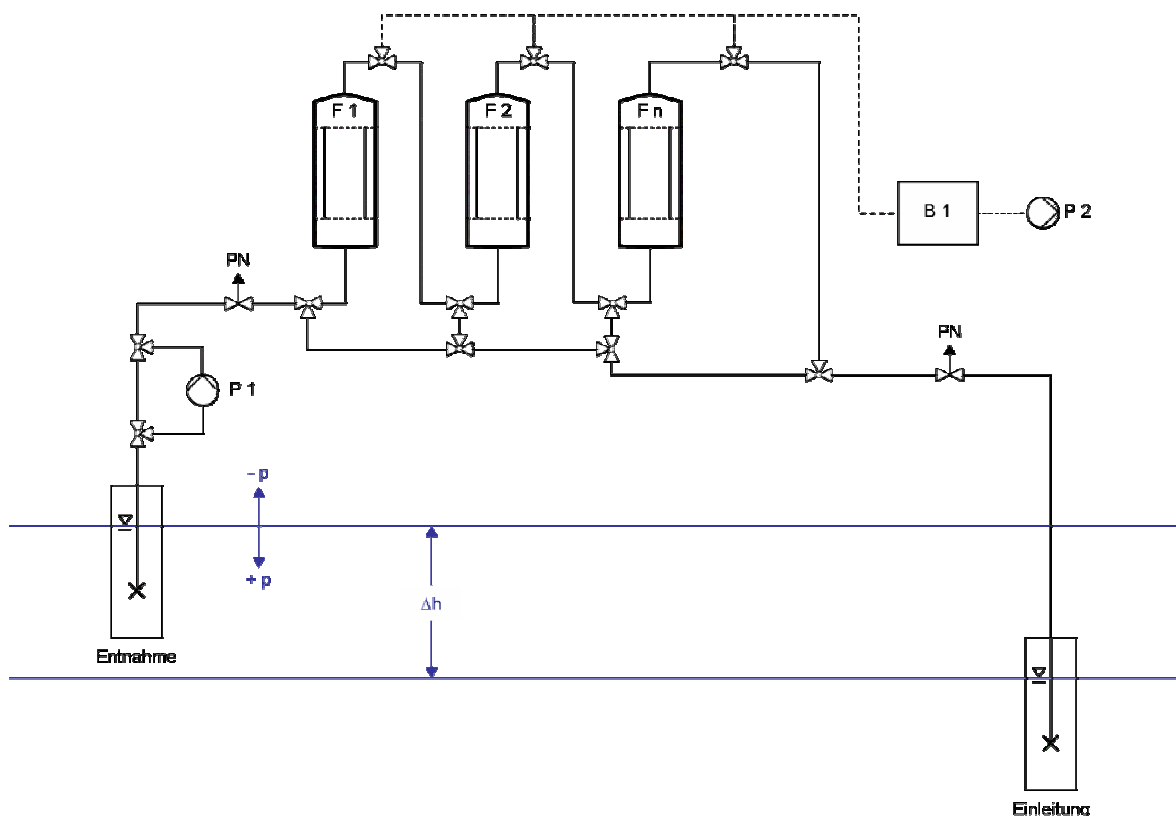 F 1
F 2
F n
B 1
P 2
PN
PN
P 1
– p
+ p
Δh
Entnahme
Einleitung